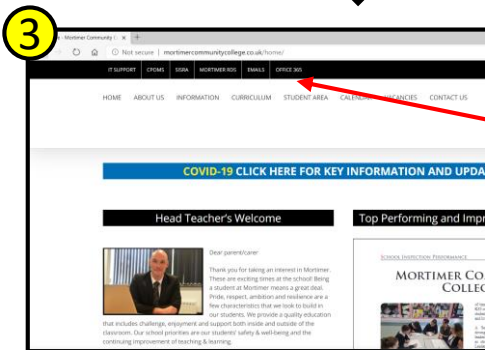 3
Mortimer Community C
Not secure | mortimercommunitycollege.co.uk/home/
IT SUPPORT CPOMS SISRA MORTIMER RDS EMAILS OFFICE 365
HOME ABOUT US INFORMATION CURRICULUM STUDENT AREA CALENDAR VACANCIES CONTACT US
COVID-19 CLICK HERE FOR KEY INFORMATION AND UPDA
Head Teacher's Welcome
Top Performing and Impr
Dear parent/carer
SCHOOL INSPECTION PERFORMANCE
Thank you for taking an interest in Mortimer.
MORTIMER CO
These are exciting times at the school! Being
COLLEG
a student at Mortimer means a great deal.
Pride, respect, ambition and resilience are a
few characteristics that we look to build in
our students. We provide a quality education
that includes challenge, enjoyment and support both inside and outside of the
classroom. Our school priorities are our students' safety & well-being and the
continuing improvement of teaching & learning.